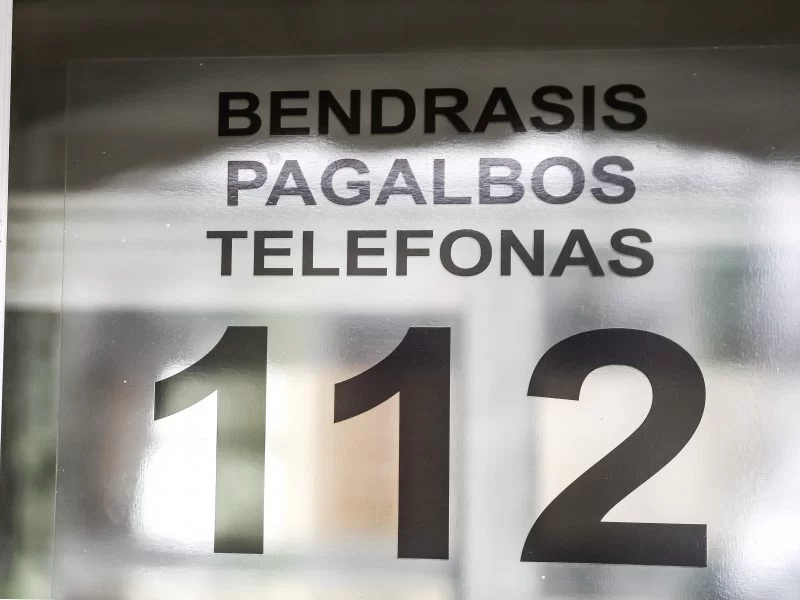 BENDRASIS
PAGALBOS
TELEFONAS
112